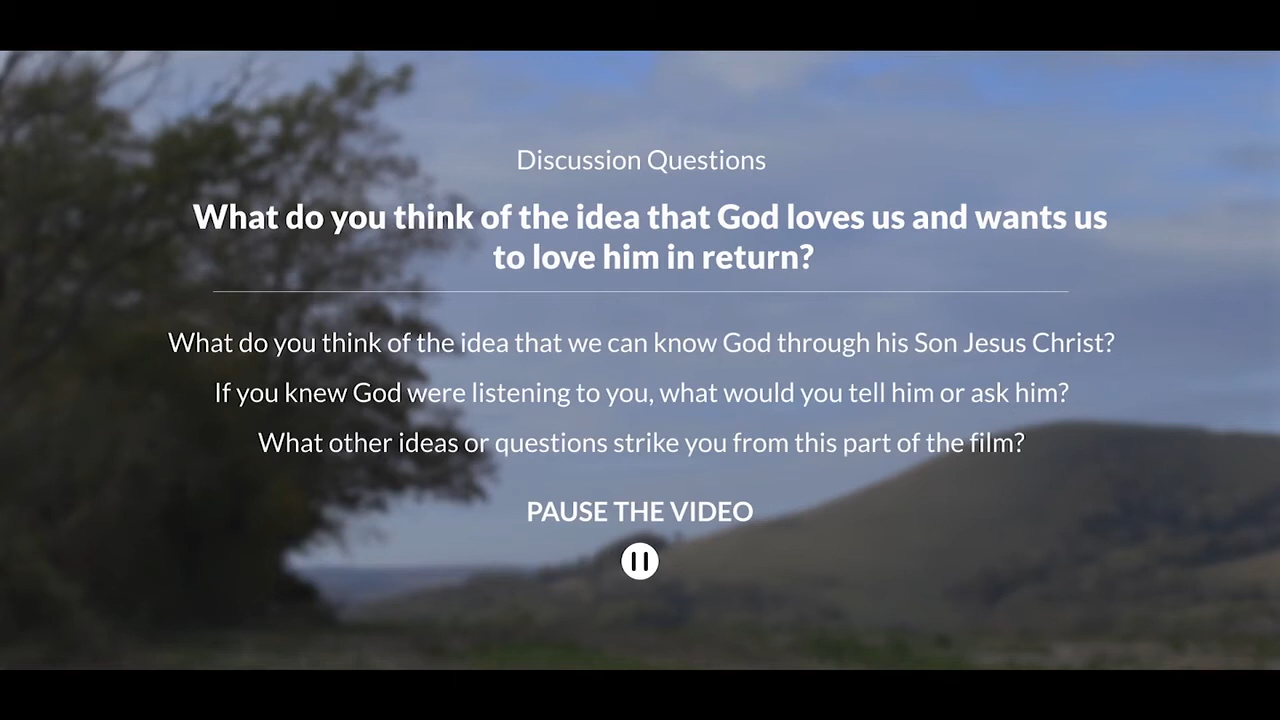 Discussion Questions
What do you think of the idea that God loves us and wants us
to love him in return?
What do you think of the idea that we can know God through his Son Jesus Christ?
If you knew God were listening to you, what would you tell him or ask him?
What other ideas or questions strike you from this part of the film?
PAUSE THE VIDEO